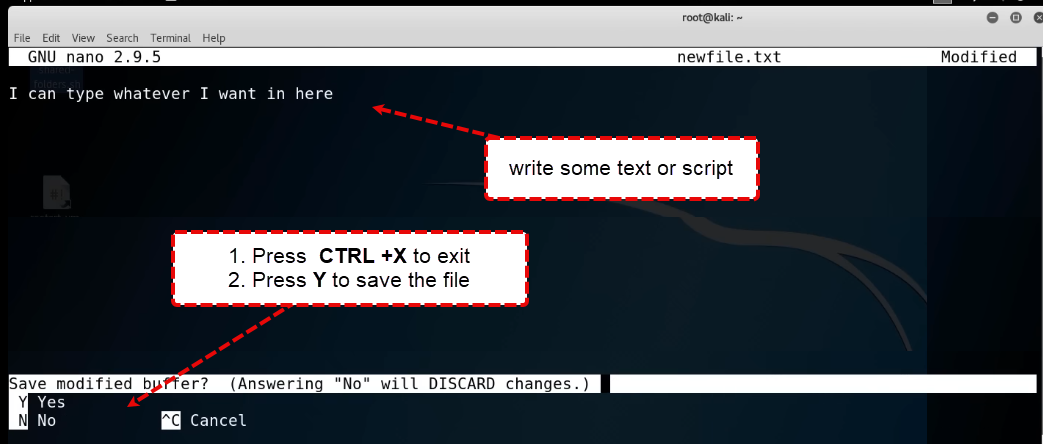 root@kali: ~
File Edit View Search Terminal Help
GNU nano 2.9.5 newfile.txt Modified
I can type whatever I want in here
write some text or script
1. Press CTRL +X to exit
2. Press Y to save the file
Save modified buffer? (Answering "No" will DISCARD changes.)
Y Yes
N No ^C Cancel